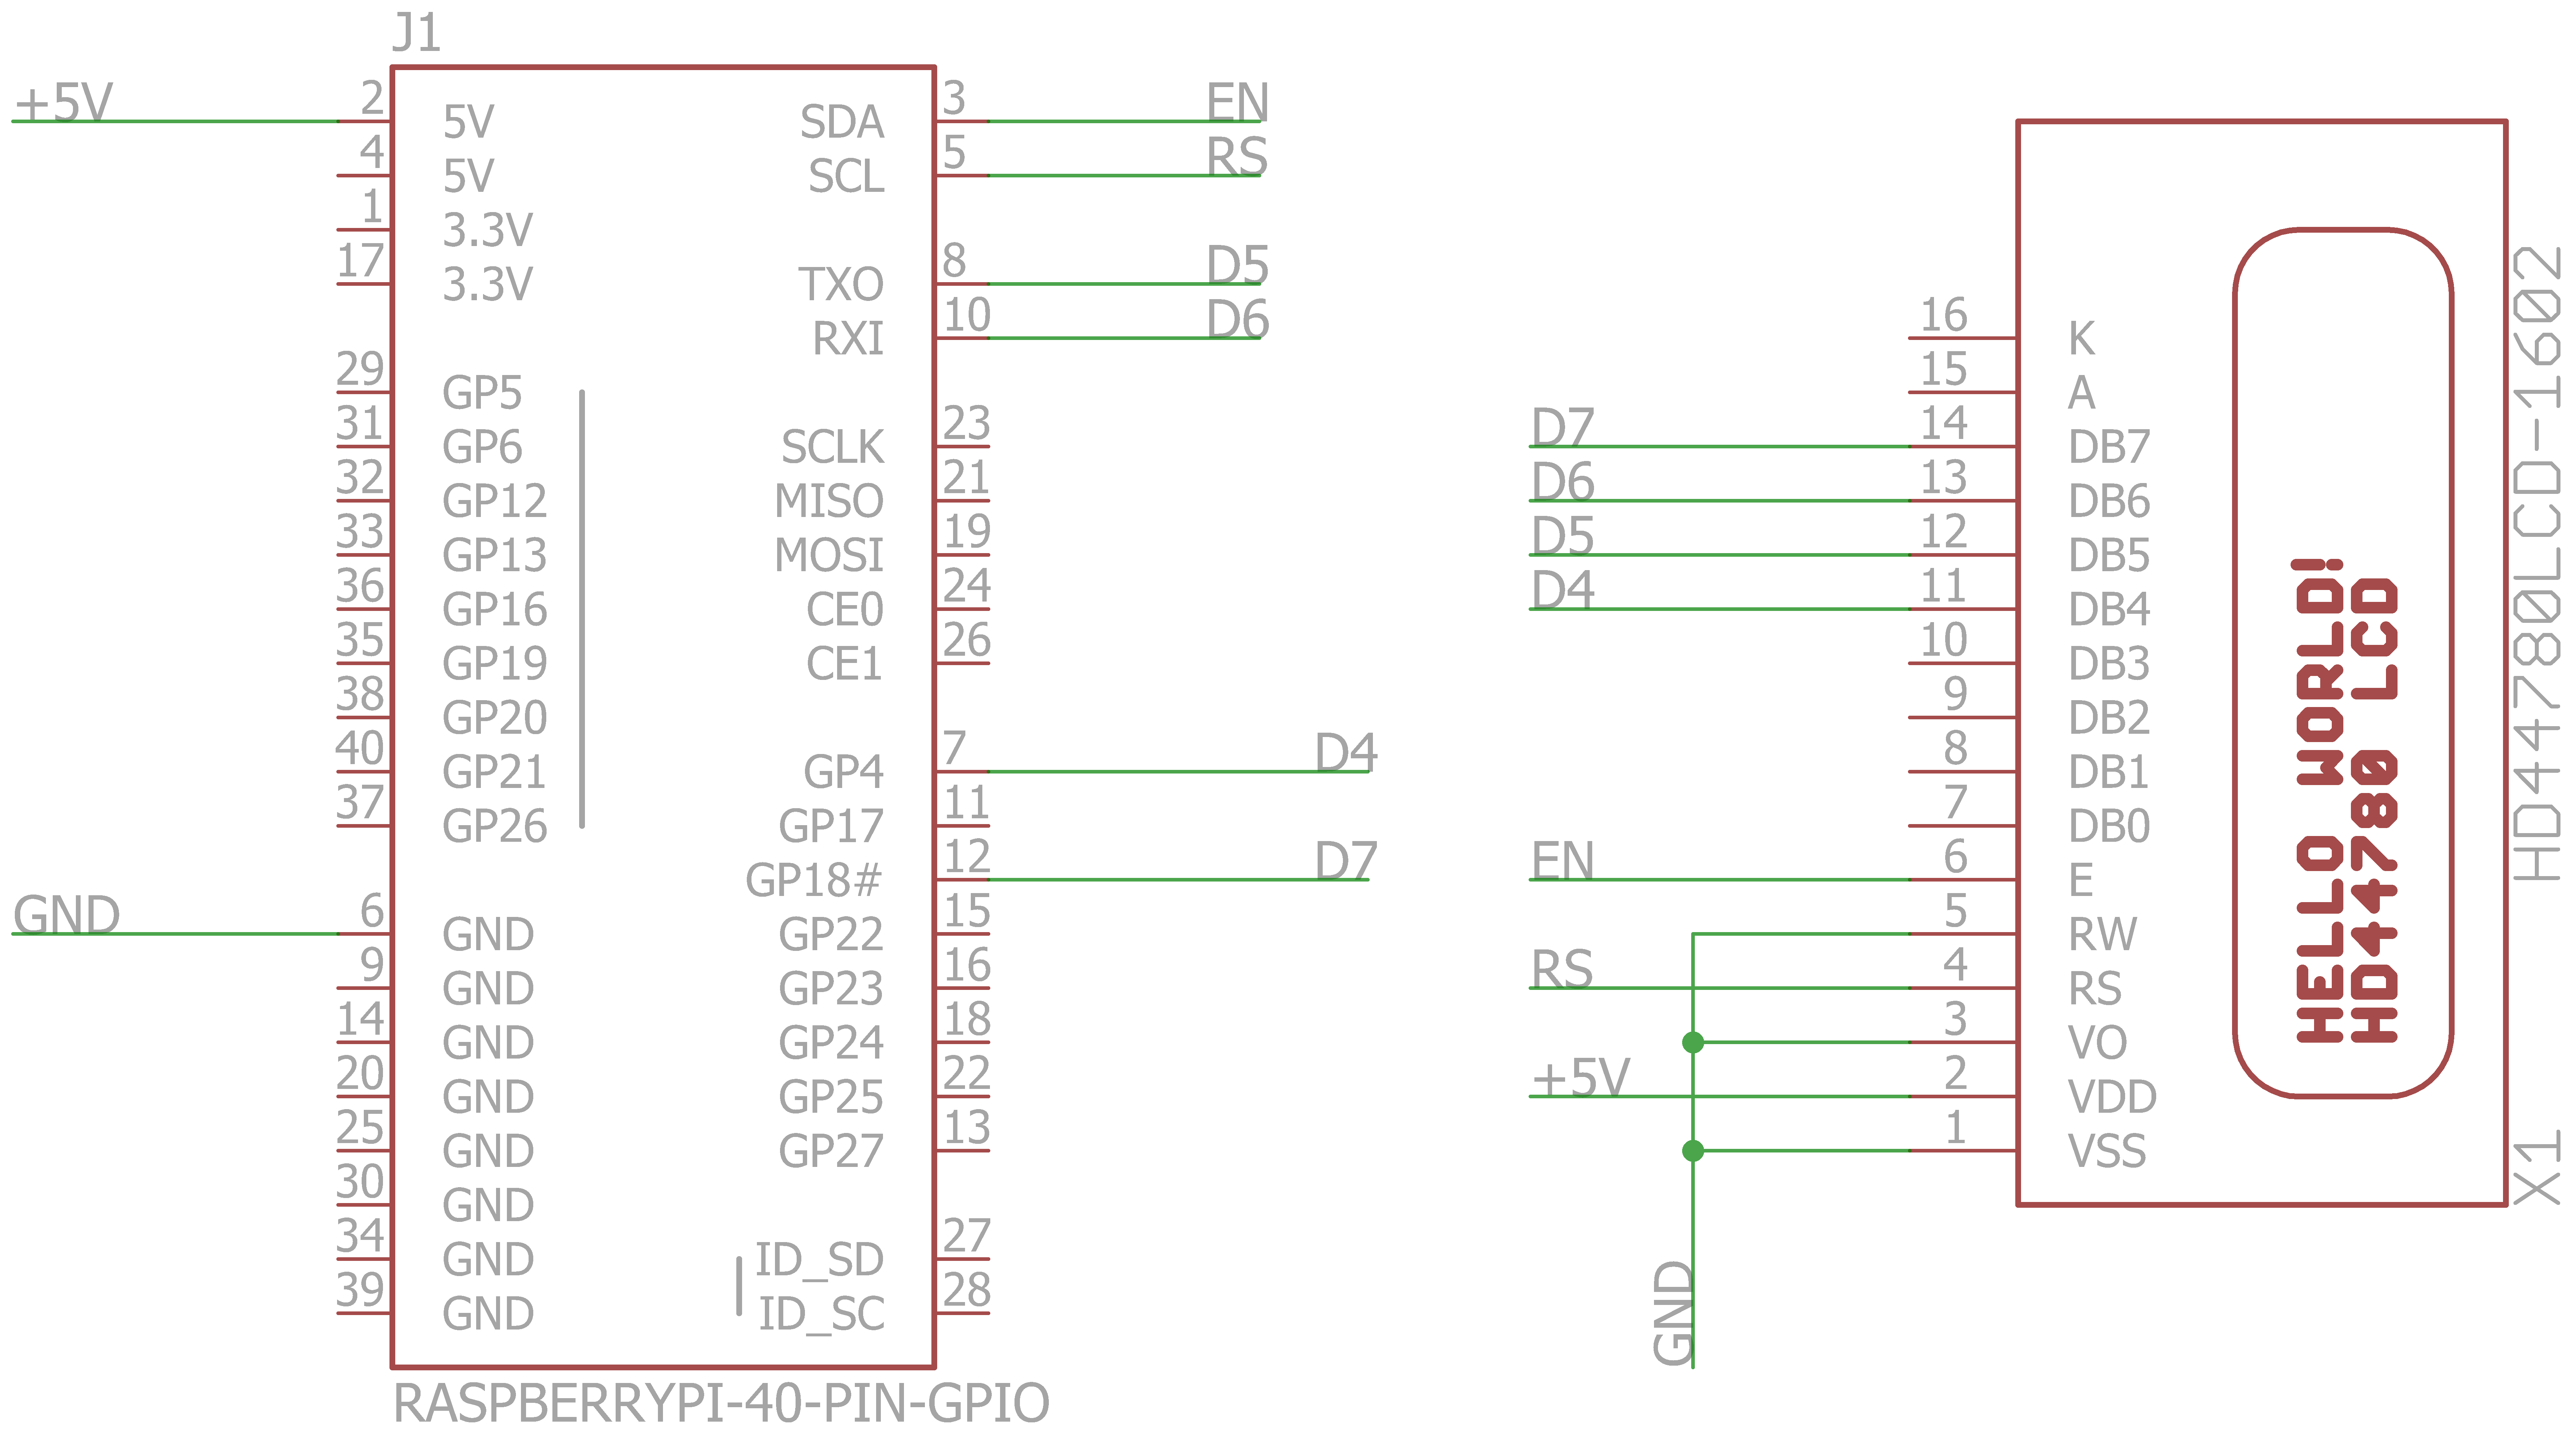 J1
+5V
2 5V
4 5V
1 3.3V
17 3.3V
29 GP5
31 GP6
32 GP12
33 GP13
36 GP16
35 GP19
38 GP20
40 GP21
37 GP26
GND
6 GND
9 GND
14 GND
20 GND
25 GND
30 GND
34 GND
39 GND
SDA 3 EN
SCL 5 RS
TXO 8 D5
RXI 10 D6
SCLK 23
MISO 21
MOSI 19
CE0 24
CE1 26
GP4 7 D4
GP17 11
GP18# 12 D7
GP22 15
GP23 16
GP24 18
GP25 22
GP27 13
ID_SD 27
ID_SC 28
RASPBERRYPI-40-PIN-GPIO
16 K
15 A
D7 14 DB7
D6 13 DB6
D5 12 DB5
D4 11 DB4
10 DB3
9 DB2
8 DB1
7 DB0
EN 6 E
5 RW
RS 4 RS
3 VO
+5V 2 VDD
1 VSS
GND
HELLO WORLD!
HD44780 LCD
HD44780LCD-1602
X1